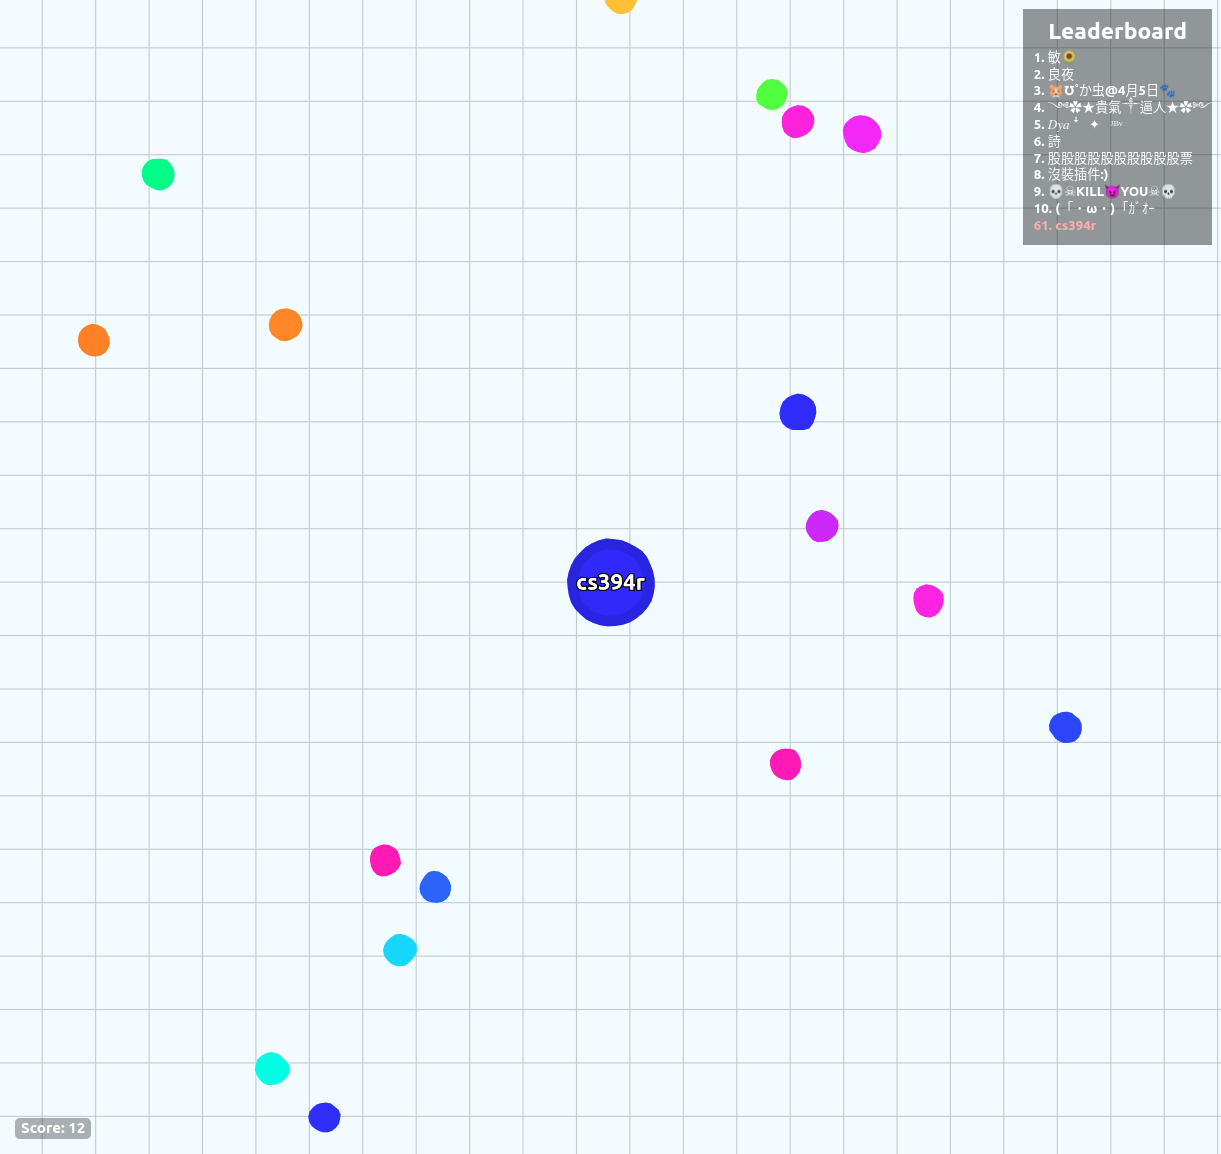 Leaderboard
1. 敏🌻
2. 良夜
3. 🐹℧˚か虫@4月5日🐾
4. ༺✿★貴氣༒逼人★✿༻
5. 𝐷𝑦𝑎 ⁺ ✦ ᴶᴮᵛ
6. 詩
7. 股股股股股股股股股股票
8. 沒裝插件:)
9. 💀☠KILL😈YOU☠💀
10. (「・ω・)「ｶﾞｵｰ
61. cs394r
cs394r
Score: 12